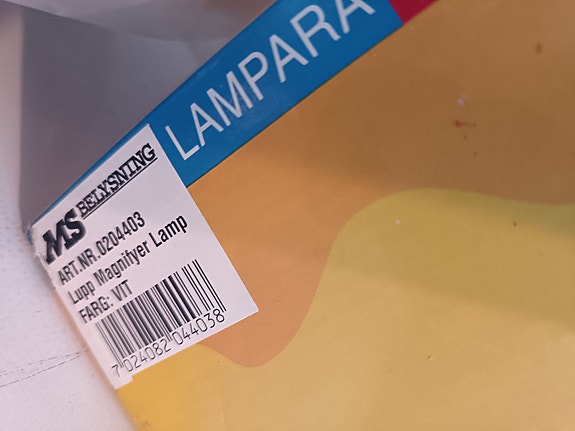 LAMPARA
MS BELYSNING
ART.NR.0204403
Lupp Magnifyer Lamp
FARG: VIT
7 024082 044038